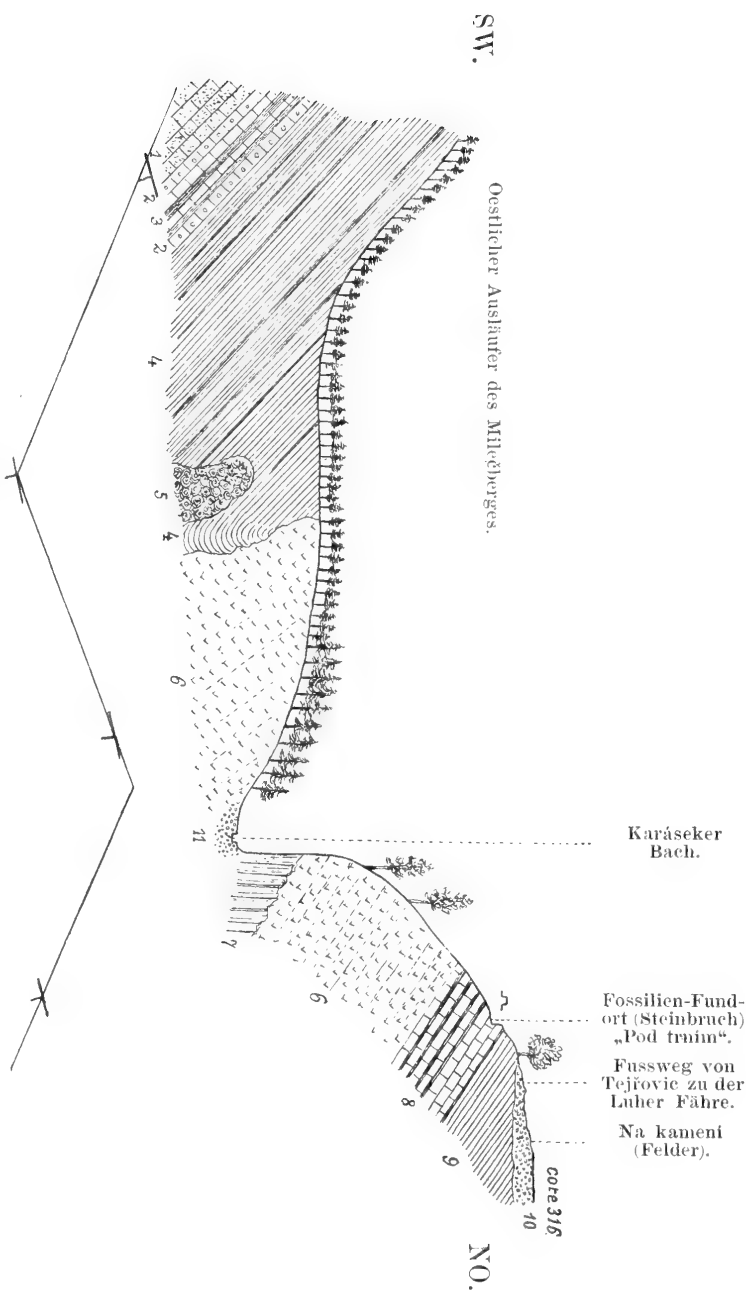 SW.
Oestlicher Ausläufer des Milečberges.
1
2
3
2
4
5
4
6
11
7
6
8
9
10
cote 316
NO.
Karáseker
Bach.
Fossilien-Fund-
ort (Steinbruch)
„Pod trním“.
Fussweg von
Tejřovic zu der
Luher Fähre.
Na kamení
(Felder).